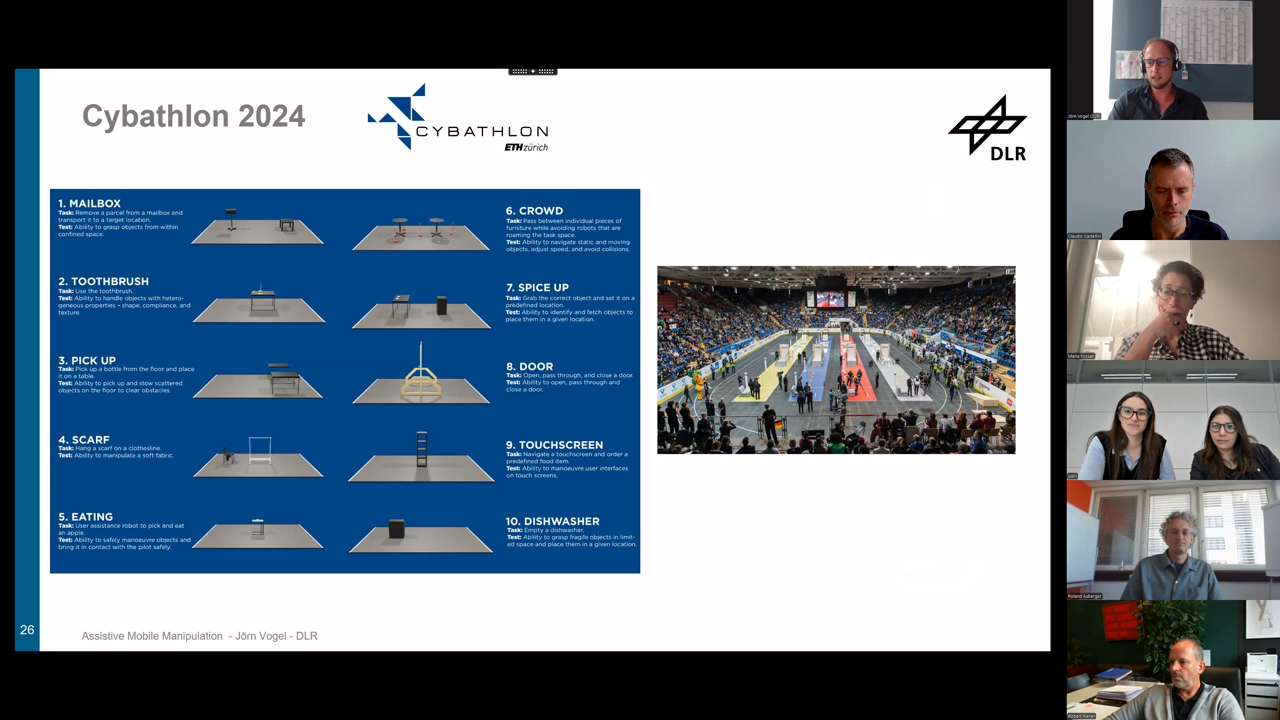 Cybathlon 2024
CYBATHLON
ETH zürich
DLR
1. MAILBOX
Task: Remove a parcel from a mailbox and
transport it to a target location.
Test: Ability to grasp objects from within
confined space.
2. TOOTHBRUSH
Task: Use the toothbrush.
Test: Ability to handle objects with hetero-
geneous properties – shape, compliance, and
texture.
3. PICK UP
Task: Pick up a bottle from the floor and place
it on a table.
Test: Ability to pick up and stow scattered
objects on the floor to clear obstacles.
4. SCARF
Task: Hang a scarf on a clothesline.
Test: Ability to manipulate a soft fabric.
5. EATING
Task: User assistance robot to pick and eat
an apple.
Test: Ability to safely manoeuvre objects and
bring it in contact with the pilot safely.
6. CROWD
Task: Pass between individual pieces of
furniture while avoiding robots that are
roaming the task space.
Test: Ability to navigate static and moving
objects, adjust speed, and avoid collisions.
7. SPICE UP
Task: Grab the correct object and set it on a
predefined location.
Test: Ability to identify and fetch objects to
place them in a given location.
8. DOOR
Task: Open, pass through, and close a door.
Test: Ability to open, pass through and
close a door.
9. TOUCHSCREEN
Task: Navigate a touchscreen and order a
predefined food item.
Test: Ability to manoeuvre user interfaces
on touch screens.
10. DISHWASHER
Task: Empty a dishwasher.
Test: Ability to grasp fragile objects in limit-
ed space and place them in a given location.
26
Assistive Mobile Manipulation - Jörn Vogel - DLR
Jörn Vogel (DLR)
Claudio Castellini
Maria Fossati
Roland Auberger
Robert Riener